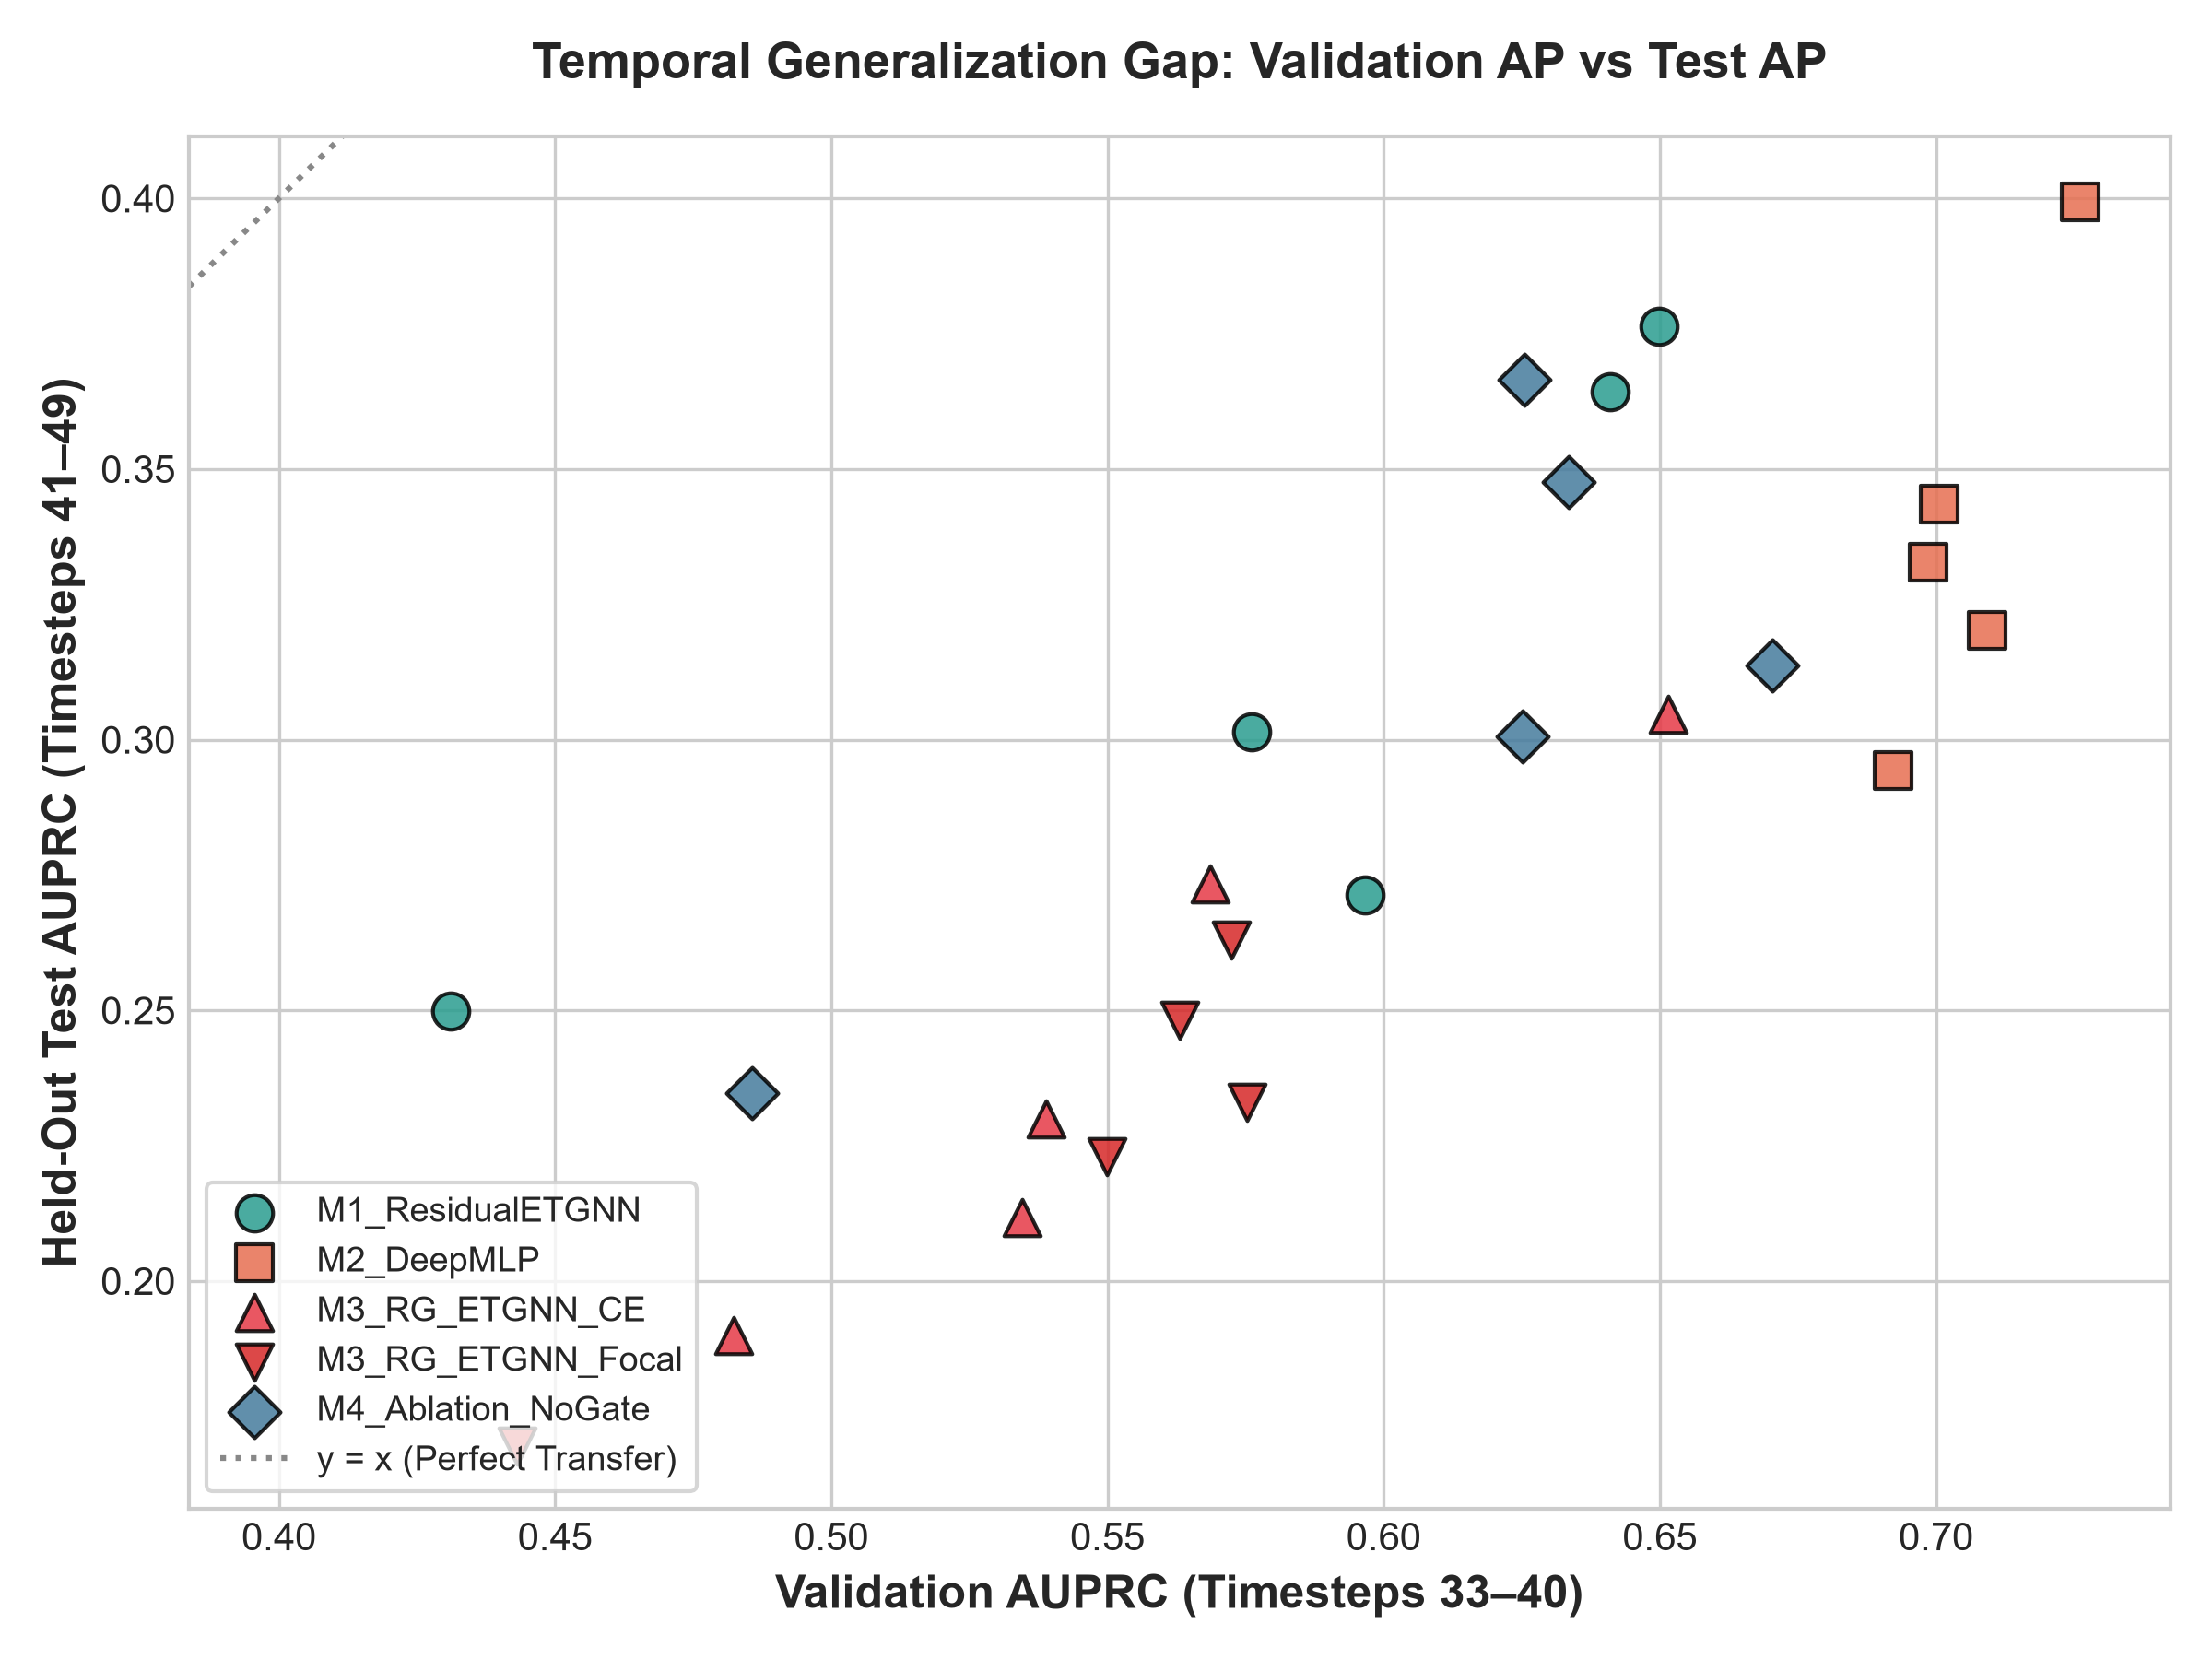 Temporal Generalization Gap: Validation AP vs Test AP
Held-Out Test AUPRC (Timesteps 41–49)
0.40
0.35
0.30
0.25
0.20
M1_ResidualETGNN
M2_DeepMLP
M3_RG_ETGNN_CE
M3_RG_ETGNN_Focal
M4_Ablation_NoGate
y = x (Perfect Transfer)
0.40 0.45 0.50 0.55 0.60 0.65 0.70
Validation AUPRC (Timesteps 33–40)